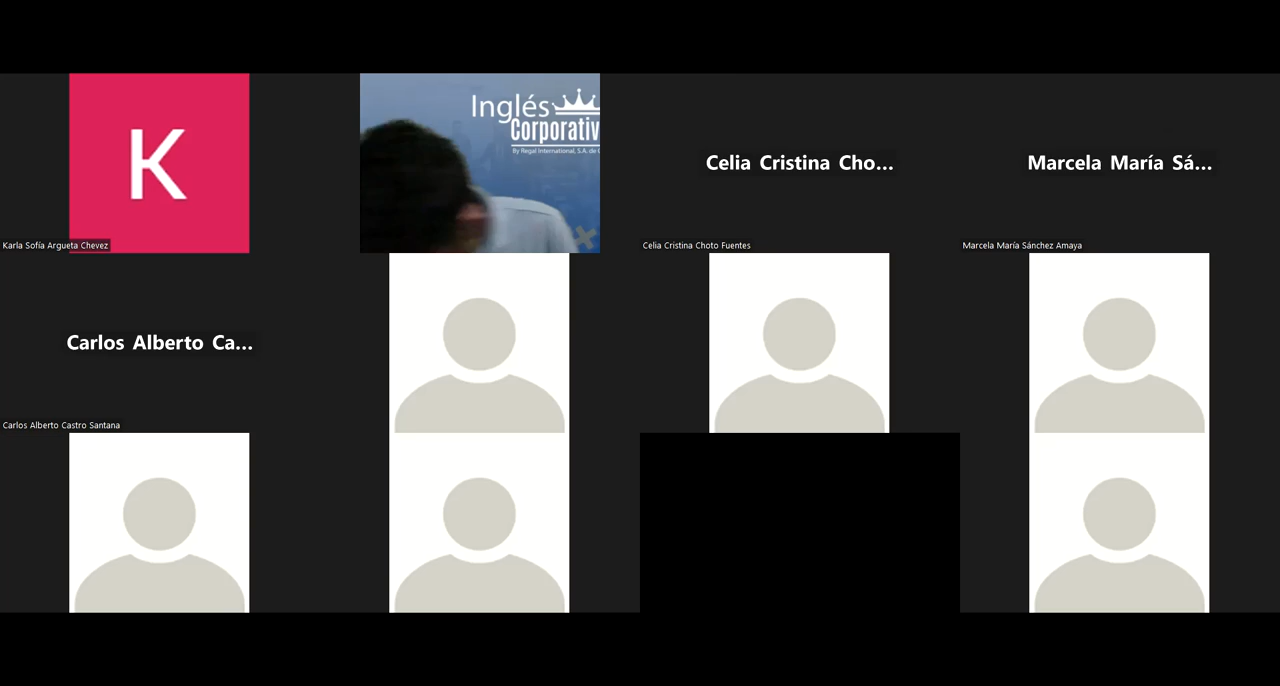 K
Karla Sofía Argueta Chevez
Inglés
Corporativ
By Regal International, S.A. de C
Celia Cristina Cho...
Celia Cristina Choto Fuentes
Marcela María Sá...
Marcela María Sánchez Amaya
Carlos Alberto Ca...
Carlos Alberto Castro Santana